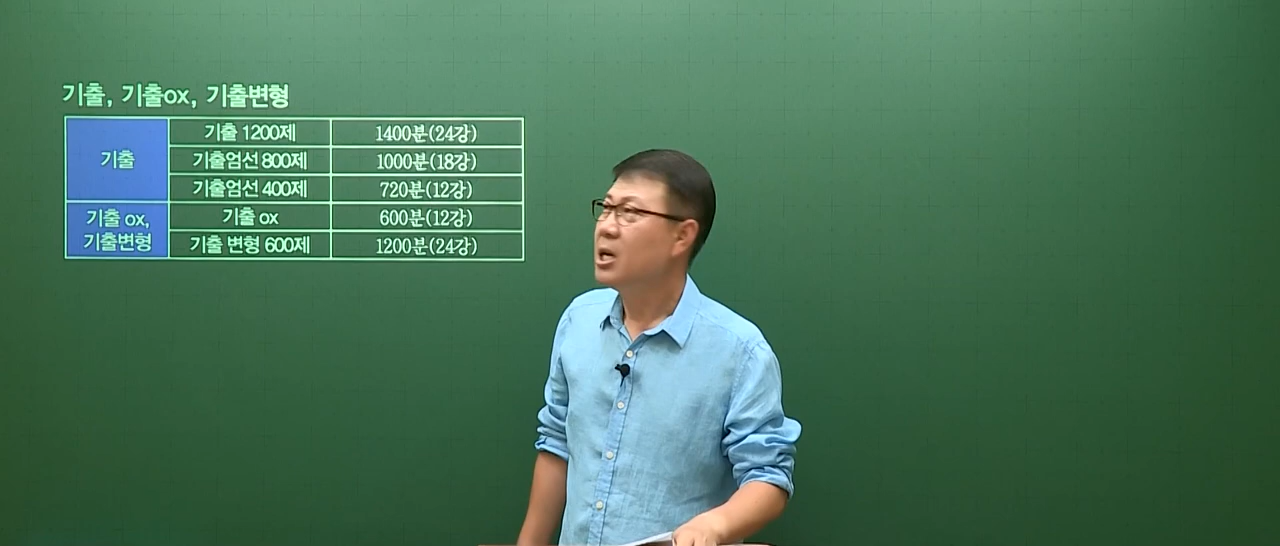 기출, 기출ox, 기출변형
기출
기출 1200제 1400분(24강)
기출엄선 800제 1000분(18강)
기출엄선 400제 720분(12강)
기출 ox,
기출변형
기출 ox 600분(12강)
기출 변형 600제 1200분(24강)